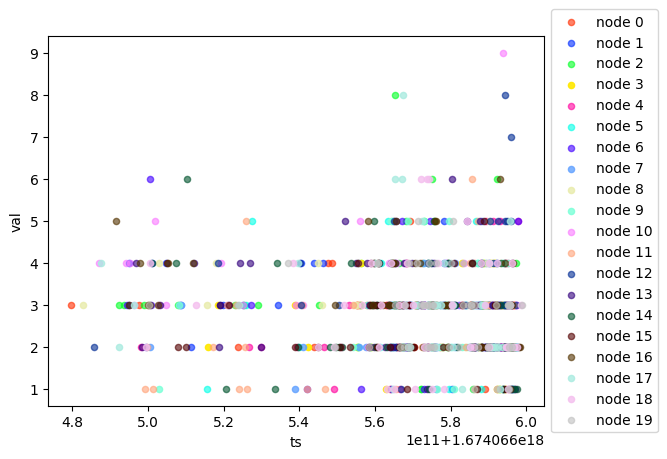 9
8
7
6
5
4
3
2
1
val
4.8 5.0 5.2 5.4 5.6 5.8 6.0
ts
1e11+1.674066e18
node 0
node 1
node 2
node 3
node 4
node 5
node 6
node 7
node 8
node 9
node 10
node 11
node 12
node 13
node 14
node 15
node 16
node 17
node 18
node 19